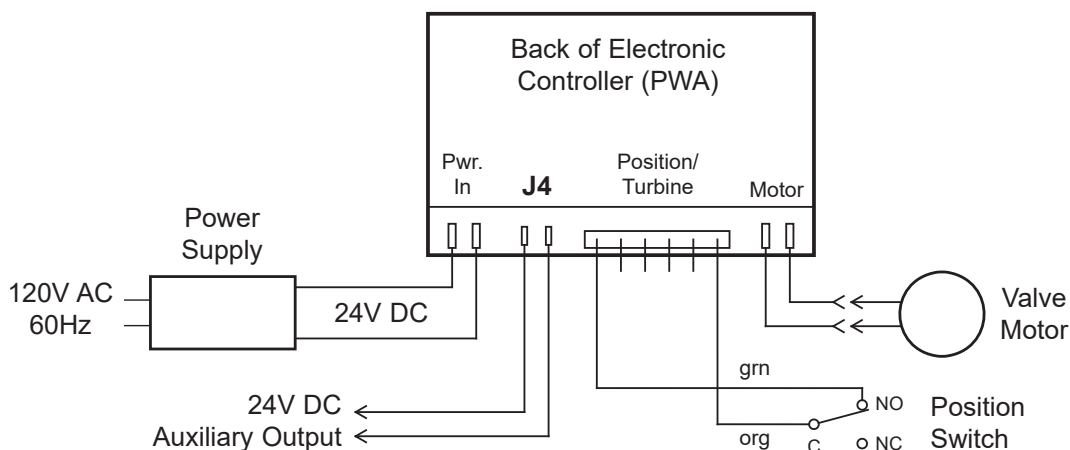 Back of Electronic
Controller (PWA)
Pwr.
In
J4
Position/
Turbine
Motor
Power
Supply
120V AC
60Hz
24V DC
Valve
Motor
24V DC
Auxiliary Output
grn
org
NO
C
NC
Position
Switch